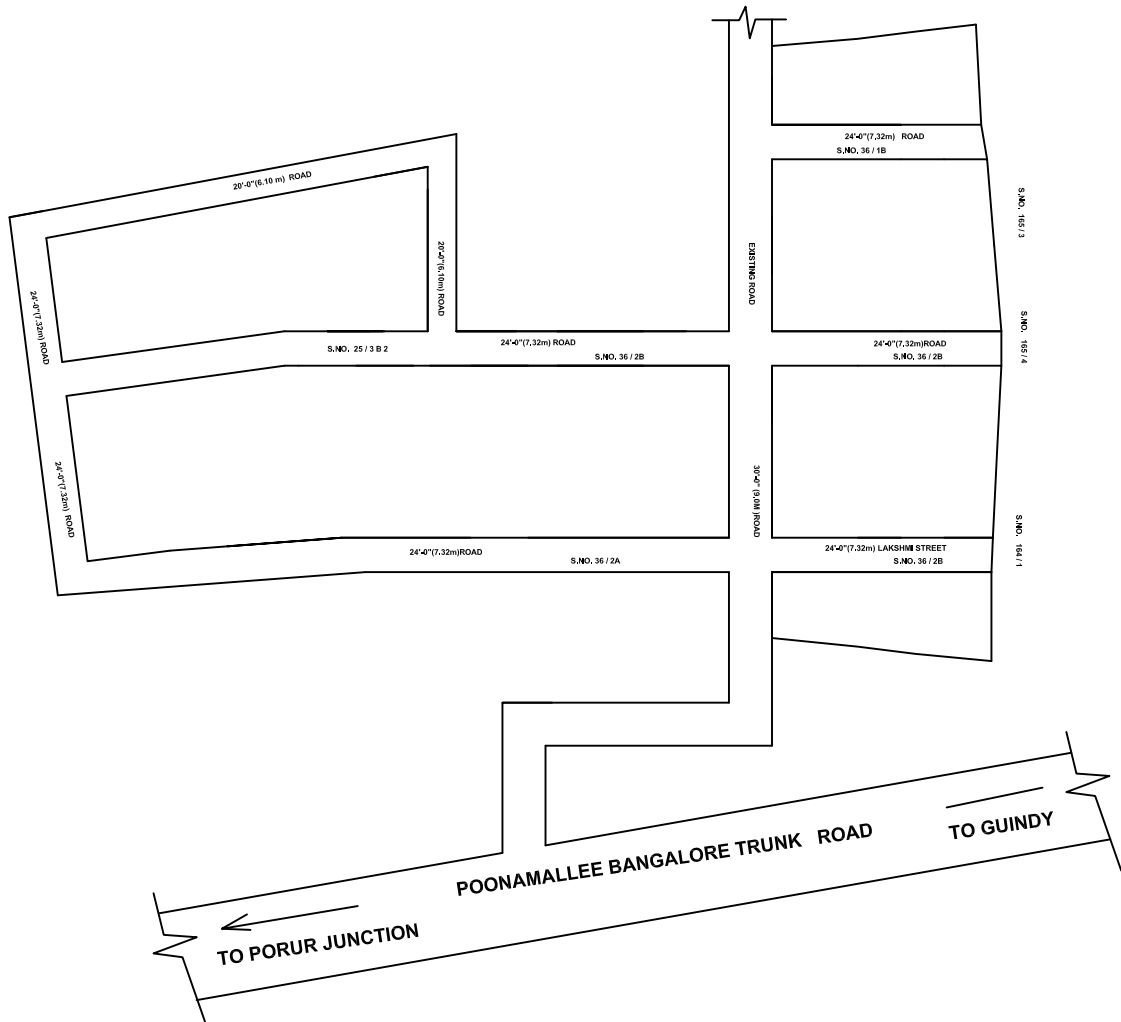 24'-0"(7,32m) ROAD
S.NO. 36 / 1B
20'-0"(6.10 m) ROAD
S.NO. 165 / 3
20'-0"(6.10m) ROAD
EXISTING ROAD
24'-0"(7.32m) ROAD
S.NO. 165 / 4
S.NO. 25 / 3 B 2
24'-0"(7,32m) ROAD
S.NO. 36 / 2B
24'-0"(7,32m)ROAD
S.NO. 36 / 2B
24'-0"(7.32m) ROAD
30'-0" (9.0M )ROAD
S.NO. 164 / 1
24'-0"(7.32m)ROAD
S.NO. 36 / 2A
24'-0"(7.32m) LAKSHMI STREET
S.NO. 36 / 2B
POONAMALLEE BANGALORE TRUNK ROAD
TO GUINDY
TO PORUR JUNCTION